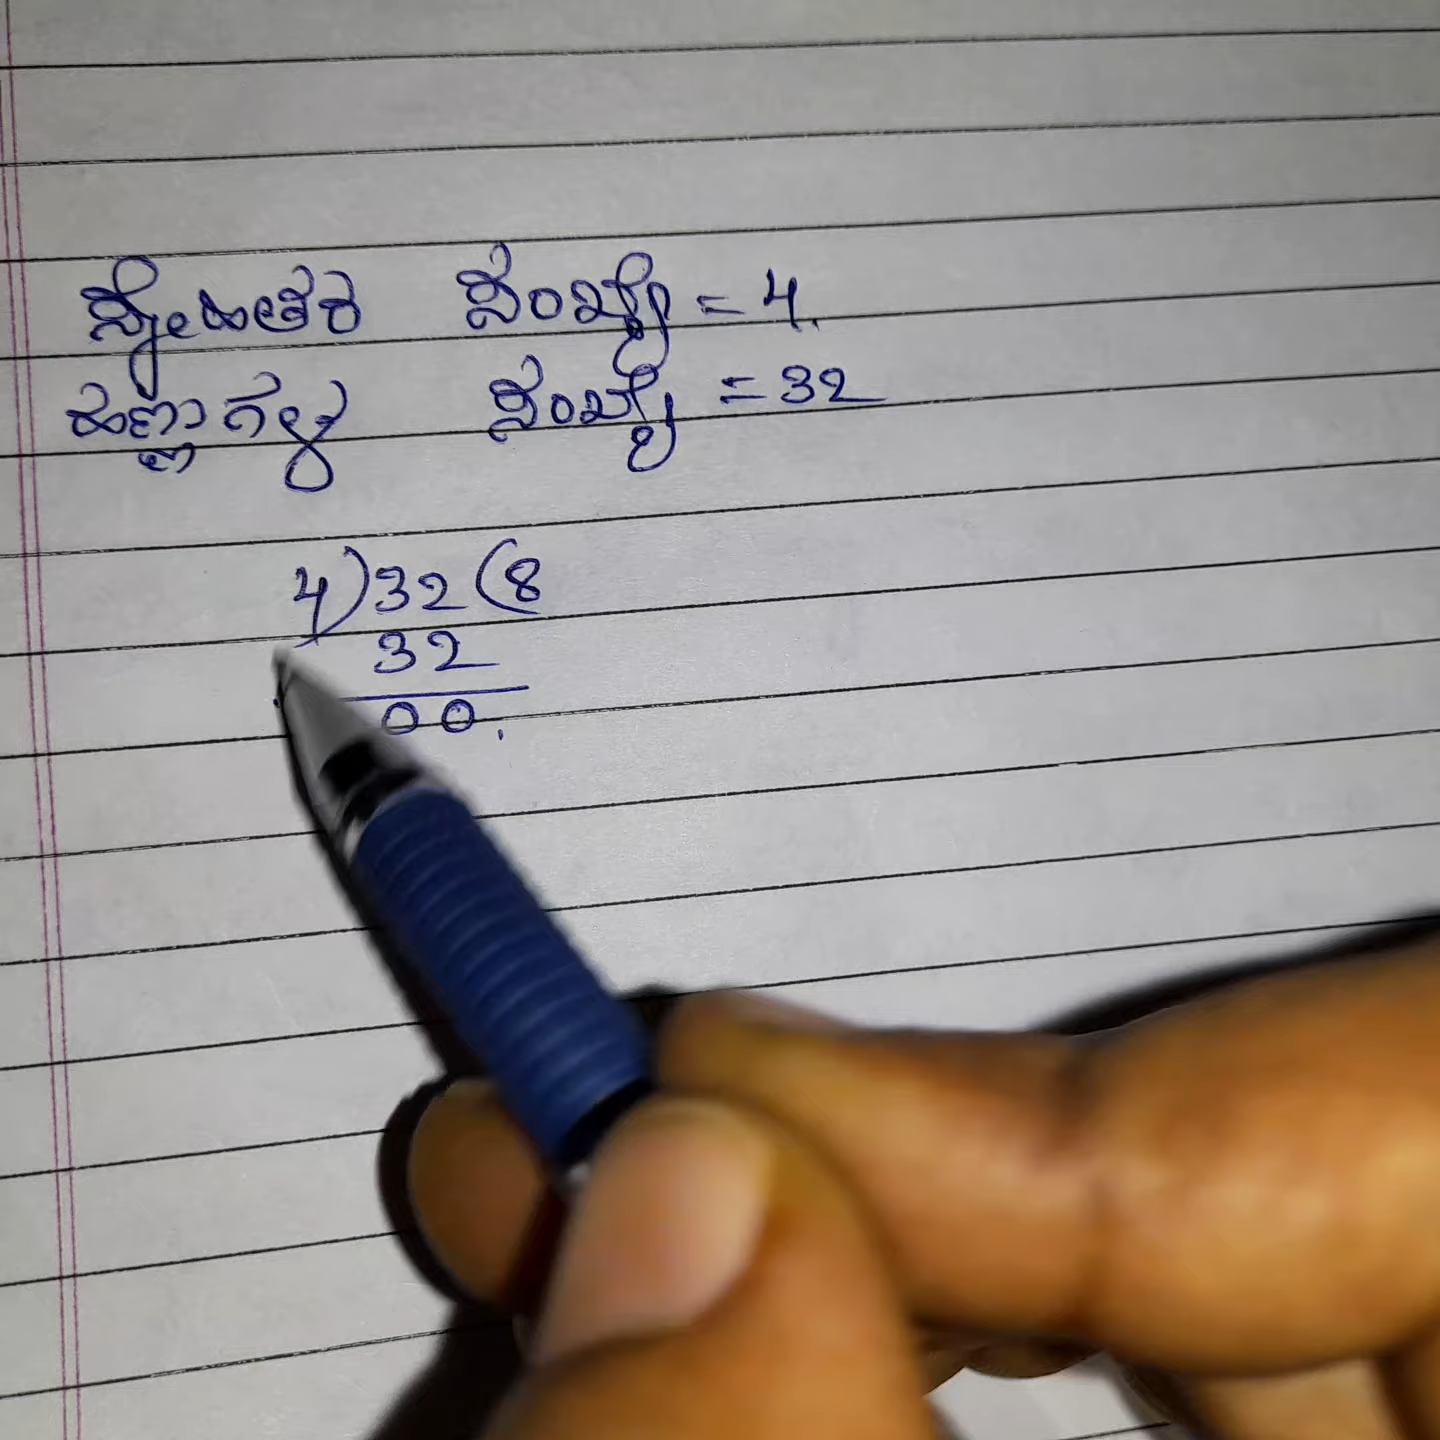 ಸ್ನೇಹಿತರ ಸಂಖ್ಯೆ = 4.
ಹಣ್ಣುಗಳ ಸಂಖ್ಯೆ = 32
4)32(8
32
00.